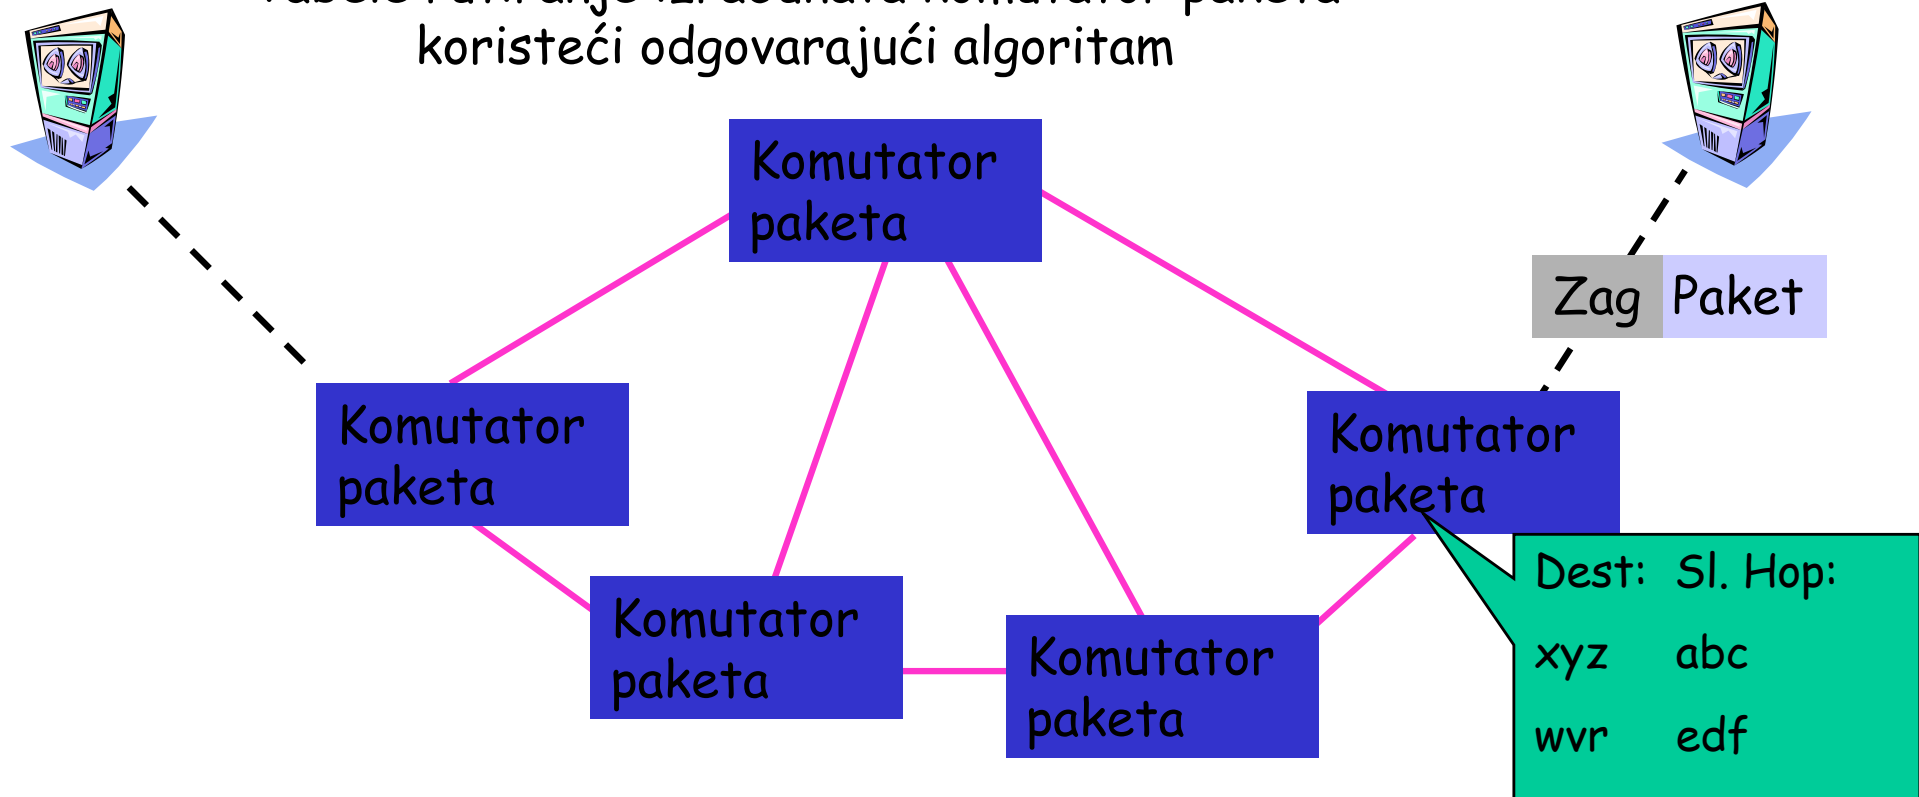 koristeći odgovarajući algoritam
Komutator
paketa
Zag Paket
Komutator
paketa
Komutator
paketa
Komutator
paketa
Komutator
paketa
Dest: Sl. Hop:
xyz abc
wvr edf